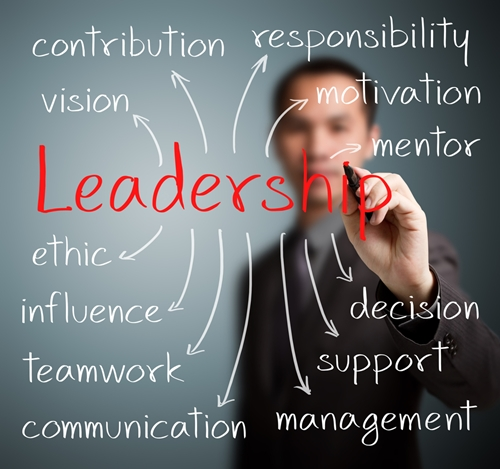 contribution
responsibility
vision
motivation
mentor
Leadership
ethic
influence
decision
teamwork
support
communication
management